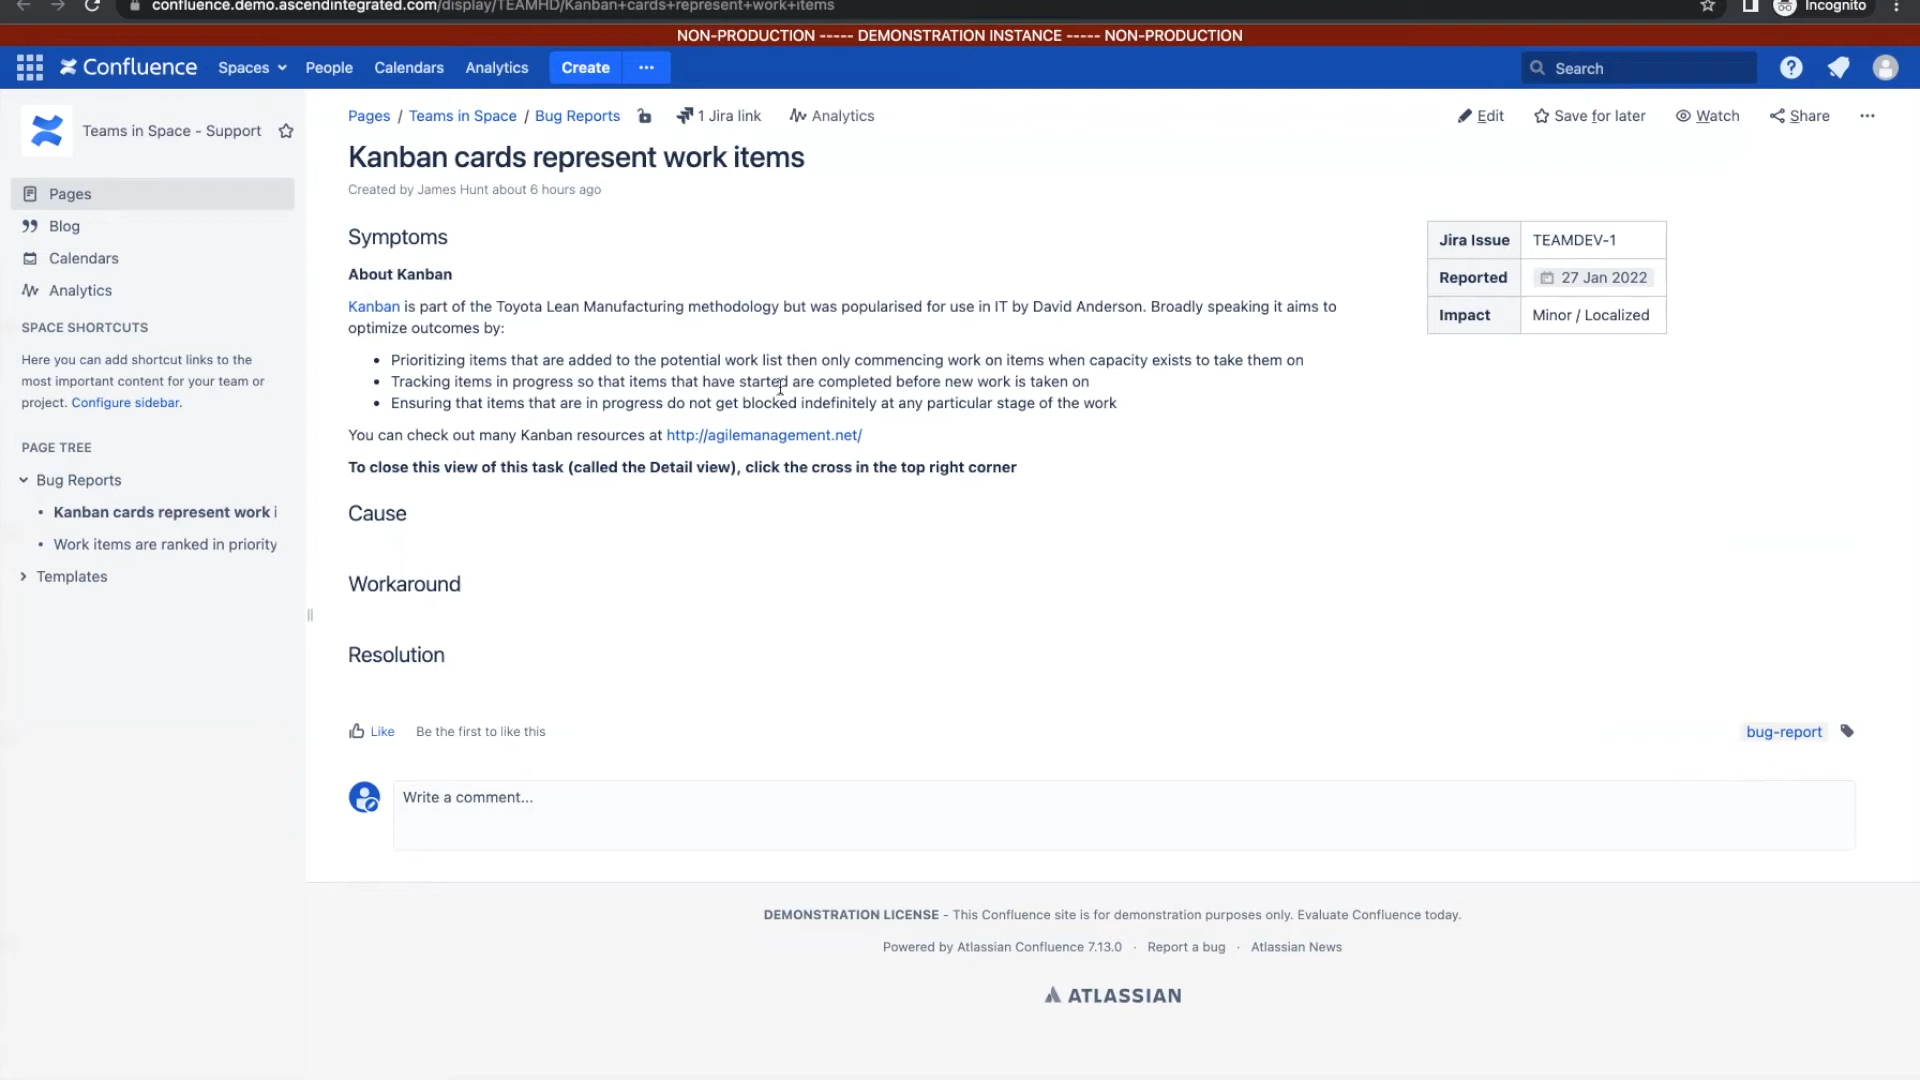 confluence.demo.ascendintegrated.com/display/TEAMHD/Kanban+cards+represent+work+items
Incognito
NON-PRODUCTION ----- DEMONSTRATION INSTANCE ----- NON-PRODUCTION
Confluence Spaces People Calendars Analytics Create ··· Search
Teams in Space - Support
Pages
Blog
Calendars
Analytics
SPACE SHORTCUTS
Here you can add shortcut links to the
most important content for your team or
project. Configure sidebar.
PAGE TREE
Bug Reports
• Kanban cards represent work i
• Work items are ranked in priority
Templates
Pages / Teams in Space / Bug Reports 1 Jira link Analytics
Edit Save for later Watch Share ···
Kanban cards represent work items
Created by James Hunt about 6 hours ago
Symptoms
About Kanban
Kanban is part of the Toyota Lean Manufacturing methodology but was popularised for use in IT by David Anderson. Broadly speaking it aims to
optimize outcomes by:
• Prioritizing items that are added to the potential work list then only commencing work on items when capacity exists to take them on
• Tracking items in progress so that items that have started are completed before new work is taken on
• Ensuring that items that are in progress do not get blocked indefinitely at any particular stage of the work
You can check out many Kanban resources at http://agilemanagement.net/
To close this view of this task (called the Detail view), click the cross in the top right corner
Jira Issue TEAMDEV-1
Reported 27 Jan 2022
Impact Minor / Localized
Cause
Workaround
Resolution
Like Be the first to like this
bug-report
Write a comment...
DEMONSTRATION LICENSE - This Confluence site is for demonstration purposes only. Evaluate Confluence today.
Powered by Atlassian Confluence 7.13.0 · Report a bug · Atlassian News
ATLASSIAN